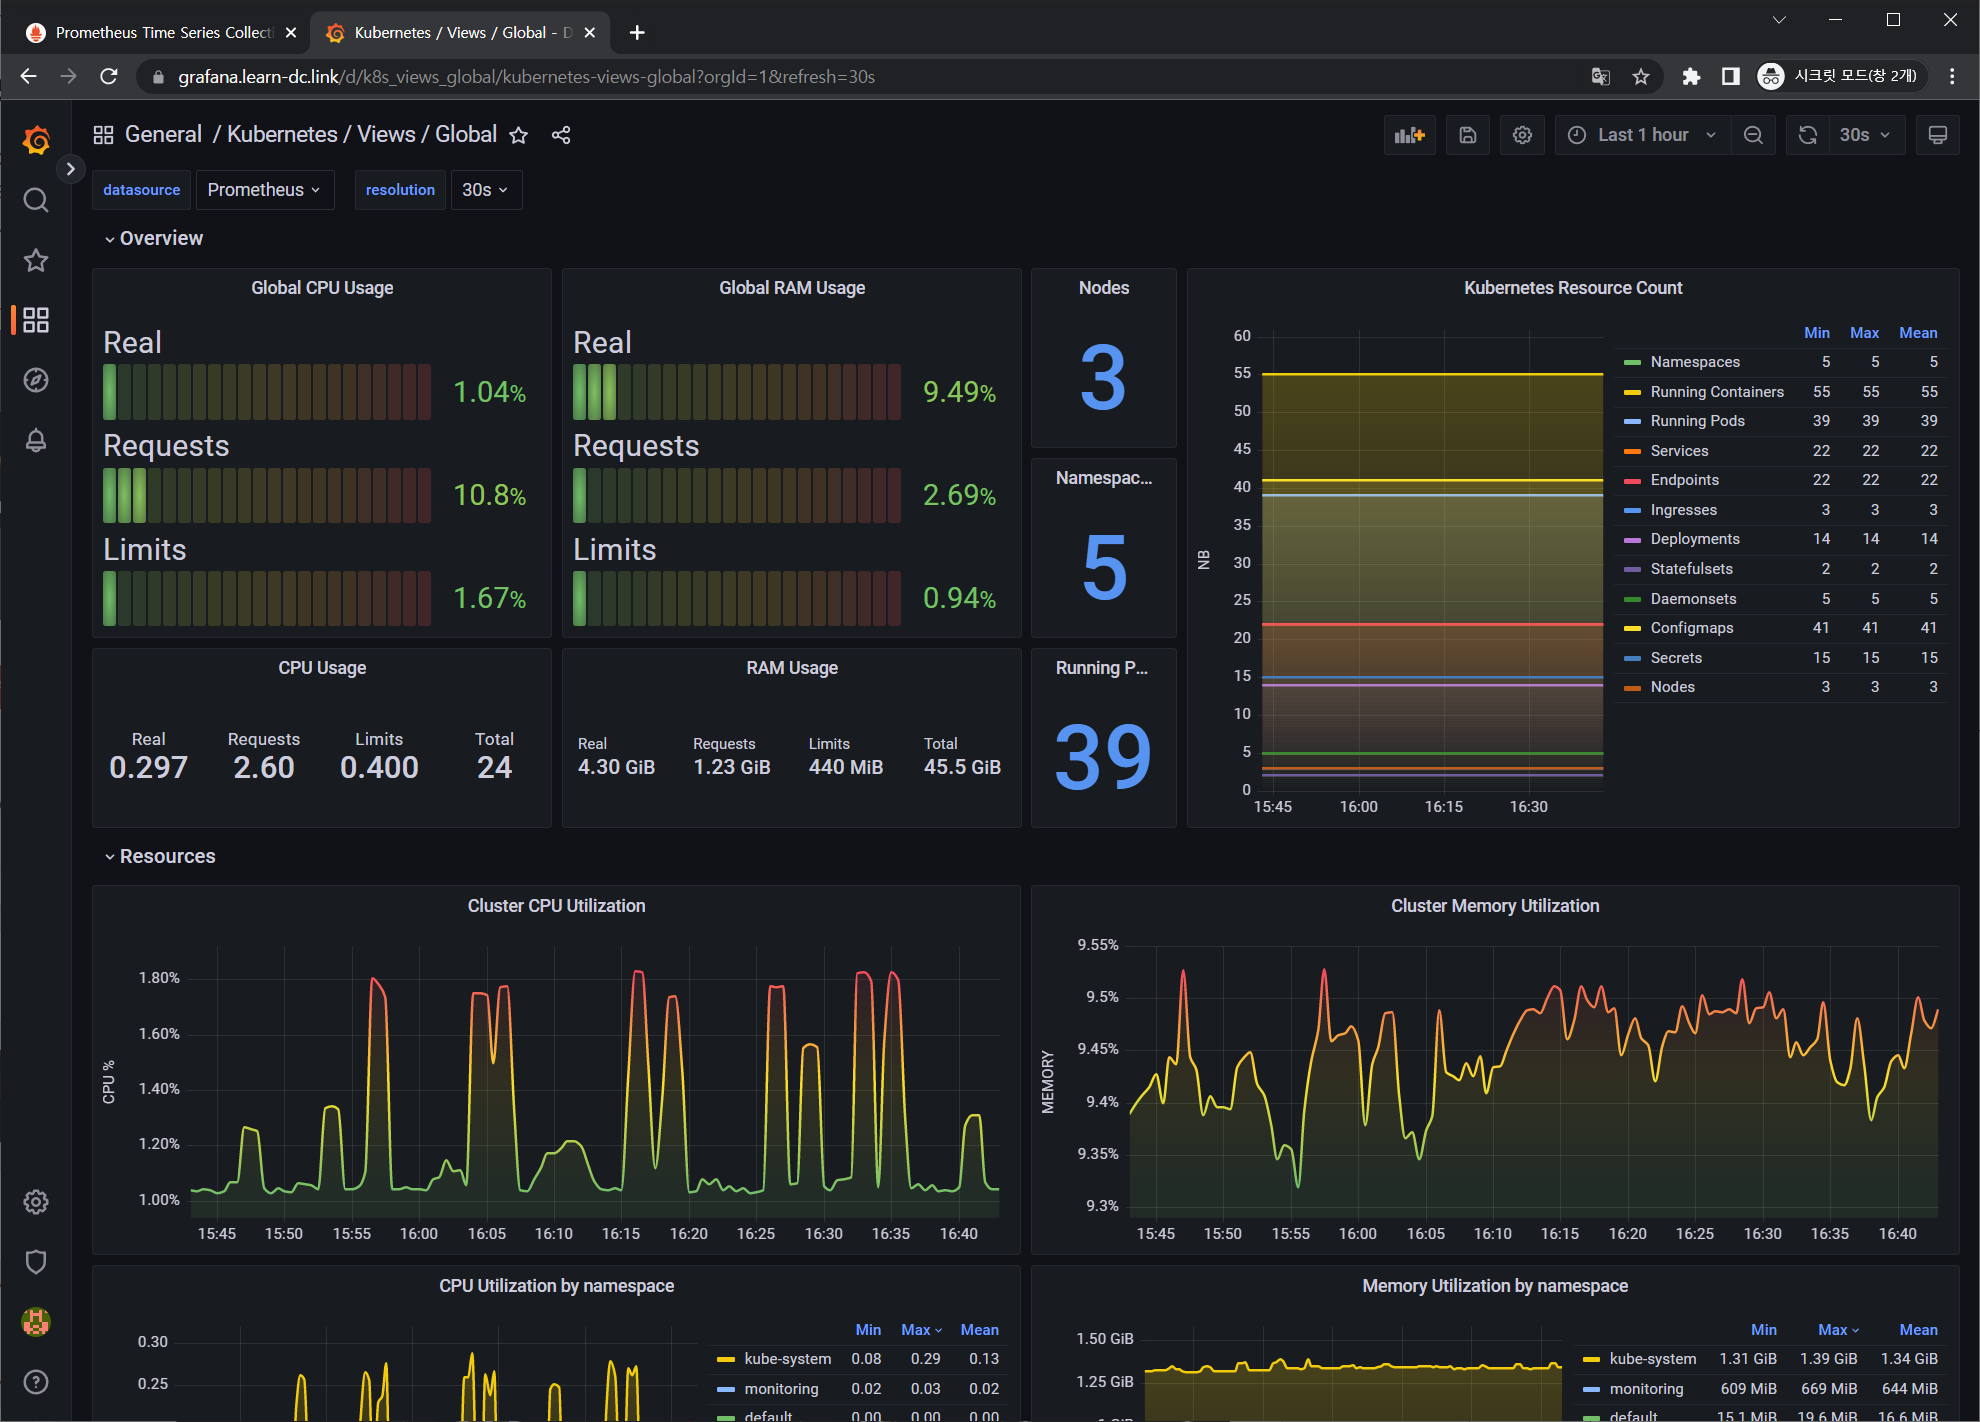 Prometheus Time Series Collecti
Kubernetes / Views / Global - D
grafana.learn-dc.link/d/k8s_views_global/kubernetes-views-global?orgId=1&refresh=30s
시크릿 모드(창 2개)
General / Kubernetes / Views / Global
Last 1 hour
30s
datasource Prometheus resolution 30s
Overview
Global CPU Usage
Real
1.04%
Requests
10.8%
Limits
1.67%
Global RAM Usage
Real
9.49%
Requests
2.69%
Limits
0.94%
Nodes
3
Namespac...
5
Running P...
39
CPU Usage
Real Requests Limits Total
0.297 2.60 0.400 24
RAM Usage
Real Requests Limits Total
4.30 GiB 1.23 GiB 440 MiB 45.5 GiB
Kubernetes Resource Count
NB
60
55
50
45
40
35
30
25
20
15
10
5
0
15:45 16:00 16:15 16:30
Min Max Mean
Namespaces 5 5 5
Running Containers 55 55 55
Running Pods 39 39 39
Services 22 22 22
Endpoints 22 22 22
Ingresses 3 3 3
Deployments 14 14 14
Statefulsets 2 2 2
Daemonsets 5 5 5
Configmaps 41 41 41
Secrets 15 15 15
Nodes 3 3 3
Resources
Cluster CPU Utilization
CPU %
1.80%
1.60%
1.40%
1.20%
1.00%
15:45 15:50 15:55 16:00 16:05 16:10 16:15 16:20 16:25 16:30 16:35 16:40
Cluster Memory Utilization
MEMORY
9.55%
9.5%
9.45%
9.4%
9.35%
9.3%
15:45 15:50 15:55 16:00 16:05 16:10 16:15 16:20 16:25 16:30 16:35 16:40
CPU Utilization by namespace
0.30
0.25
Min Max Mean
kube-system 0.08 0.29 0.13
monitoring 0.02 0.03 0.02
default 0.00 0.00 0.00
Memory Utilization by namespace
1.50 GiB
1.25 GiB
Min Max Mean
kube-system 1.31 GiB 1.39 GiB 1.34 GiB
monitoring 609 MiB 669 MiB 644 MiB
default 15.1 MiB 19.6 MiB 16.6 MiB